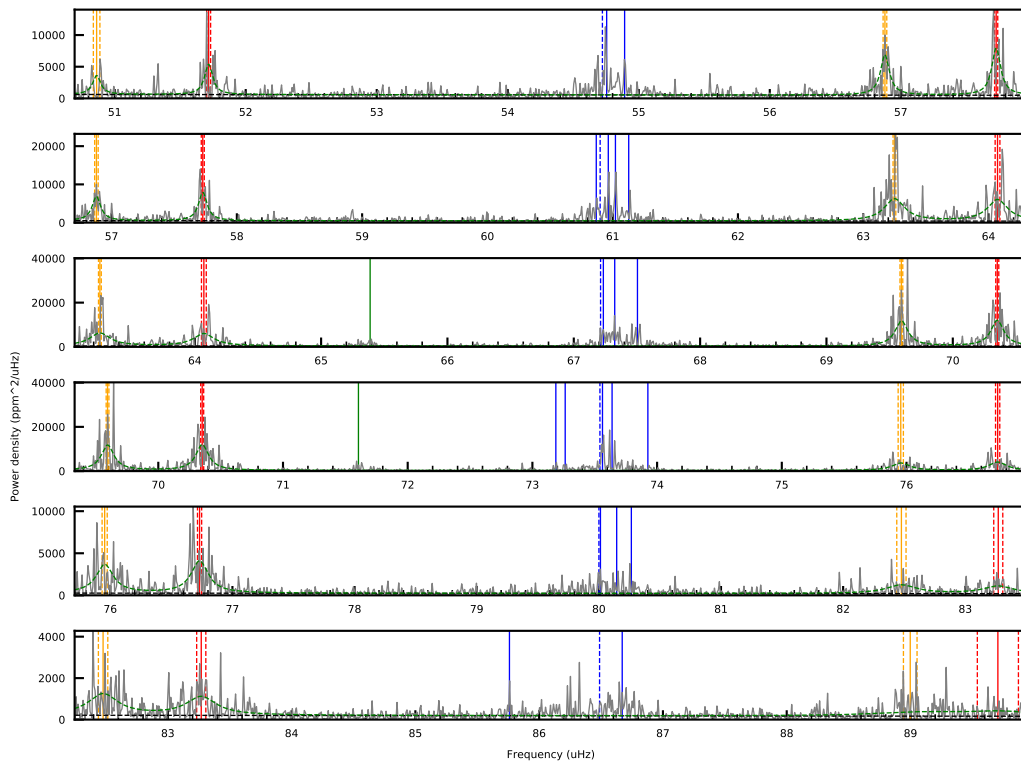 10000
5000
0
51 52 53 54 55 56 57
20000
10000
0
57 58 59 60 61 62 63 64
40000
20000
0
64 65 66 67 68 69 70
40000
20000
0
70 71 72 73 74 75 76
10000
5000
0
76 77 78 79 80 81 82 83
4000
2000
0
83 84 85 86 87 88 89
Power density (ppm^2/uHz)
Frequency (uHz)